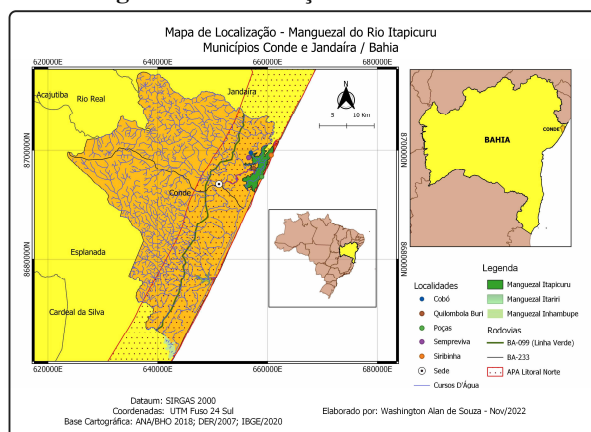 Mapa de Localização - Manguezal do Rio Itapicuru
Municípios Conde e Jandaíra / Bahia
620000E
640000E
660000E
680000E
Acajutiba
Rio Real
Jandaíra
N
5 10 Km
8700000N
8700000N
Conde
Esplanada
8680000N
8680000N
Cardeal da Silva
620000E
640000E
660000E
680000E
BAHIA
CONDE
Legenda
Localidades
Cobó
Quilombola Buri
Poças
Sempreviva
Siribinha
Sede
Cursos D'Água
Manguezal Itapicuru
Manguezal Itariri
Manguezal Inhambupe
Rodovias
BA-099 (Linha Verde)
BA-233
APA Litoral Norte
Dataum: SIRGAS 2000
Coordenadas: UTM Fuso 24 Sul
Base Cartográfica: ANA/BHO 2018; DER/2007; IBGE/2020
Elaborado por: Washington Alan de Souza - Nov/2022